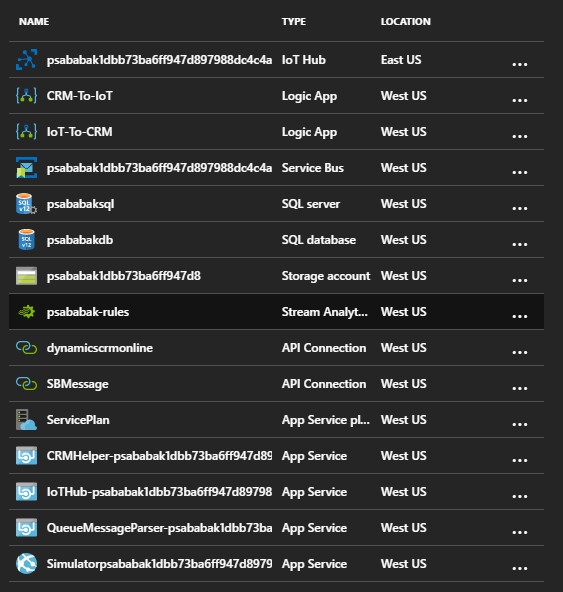 NAME TYPE LOCATION
psababak1dbb73ba6ff947d897988dc4c4a IoT Hub East US ...
CRM-To-IoT Logic App West US ...
IoT-To-CRM Logic App West US ...
psababak1dbb73ba6ff947d897988dc4c4a Service Bus West US ...
SQL v12 psababaksql SQL server West US ...
SQL v12 psababakdb SQL database West US ...
psababak1dbb73ba6ff947d8 Storage account West US ...
psababak-rules Stream Analyt... West US ...
dynamicscrmonline API Connection West US ...
SBMessage API Connection West US ...
ServicePlan App Service pl... West US ...
CRMHelper-psababak1dbb73ba6ff947d89 App Service West US ...
IoTHub-psababak1dbb73ba6ff947d89798 App Service West US ...
QueueMessageParser-psababak1dbb73ba App Service West US ...
Simulatorpsababak1dbb73ba6ff947d8979 App Service West US ...